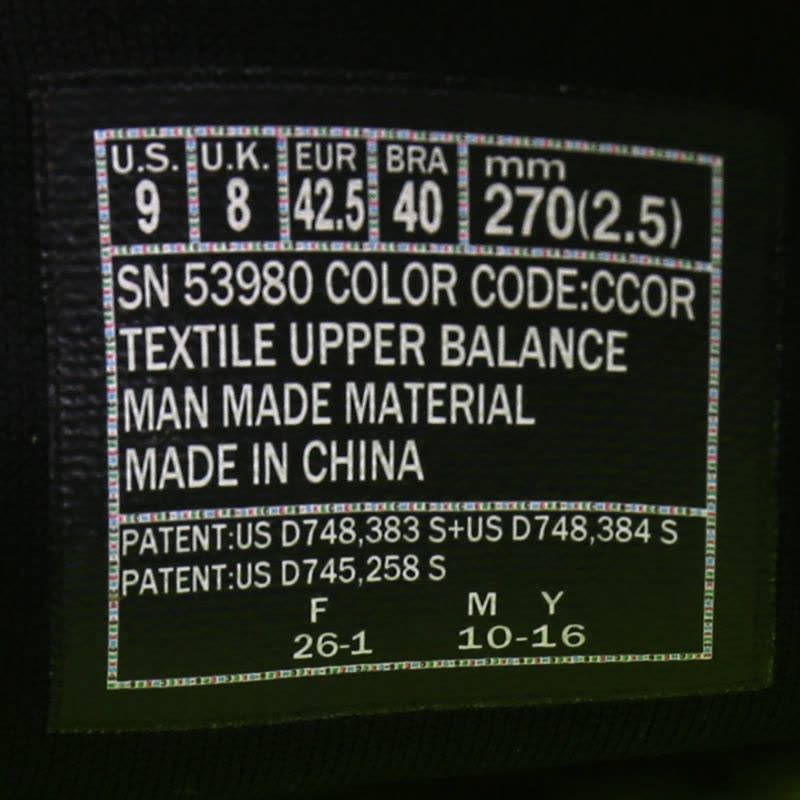 U.S. U.K. EUR BRA mm
9 8 42.5 40 270(2.5)
SN 53980 COLOR CODE:CCOR
TEXTILE UPPER BALANCE
MAN MADE MATERIAL
MADE IN CHINA
PATENT:US D748,383 S+US D748,384 S
PATENT:US D745,258 S
F M Y
26-1 10-16